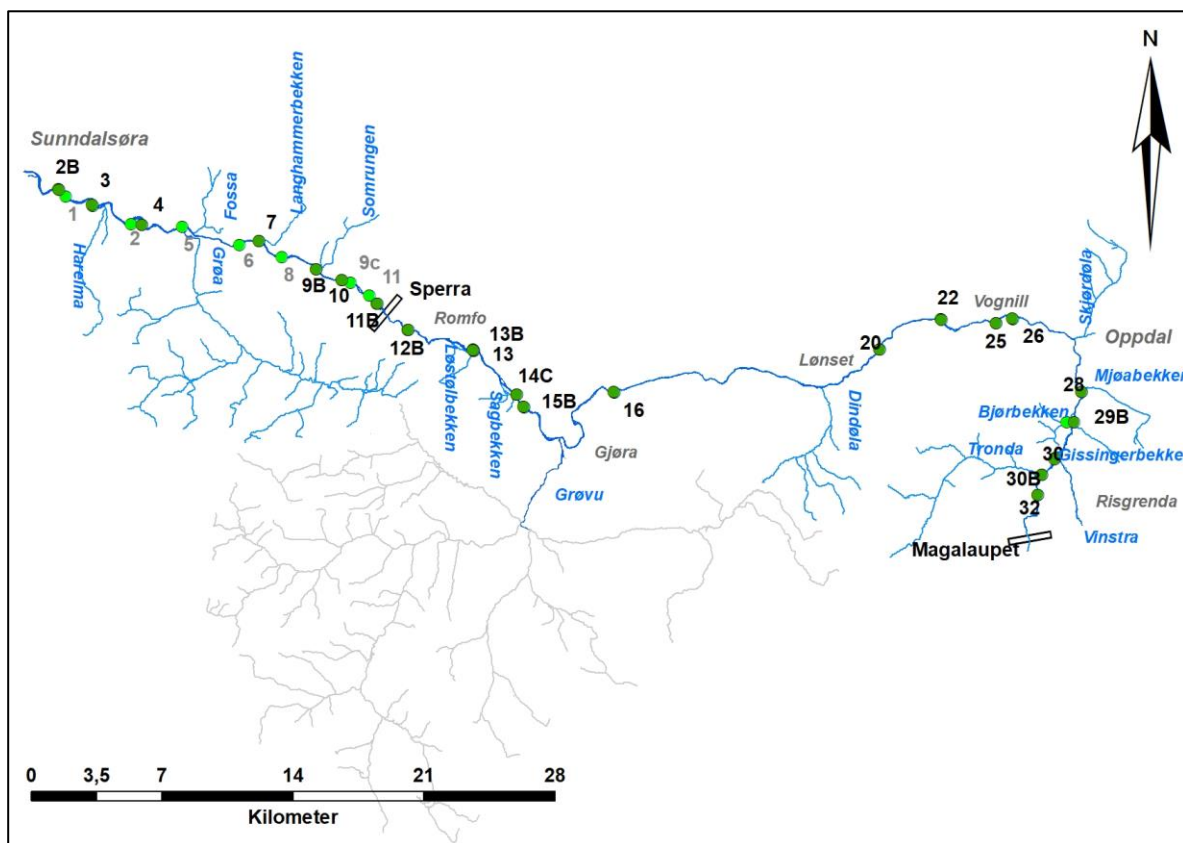 N
Sunndalsøra
2B
3
1
4
2
5
Fossa
Harelma
Grøa
6
7
Langhammerbekken
8
Somrungen
9B
10
9c
11
11B
Sperra
12B
Romfo
Løstølbekken
13B
13
Sagbekken
14C
15B
16
Gjøra
Grøvu
Lønset
Dindøla
20
22
Vognill
25
26
Skjørdøla
Oppdal
28
Mjøabekken
Bjørbekken
29B
Tronda
30
Gissingerbekke
30B
32
Risgrenda
Magalaupet
Vinstra
0 3,5 7 14 21 28
Kilometer